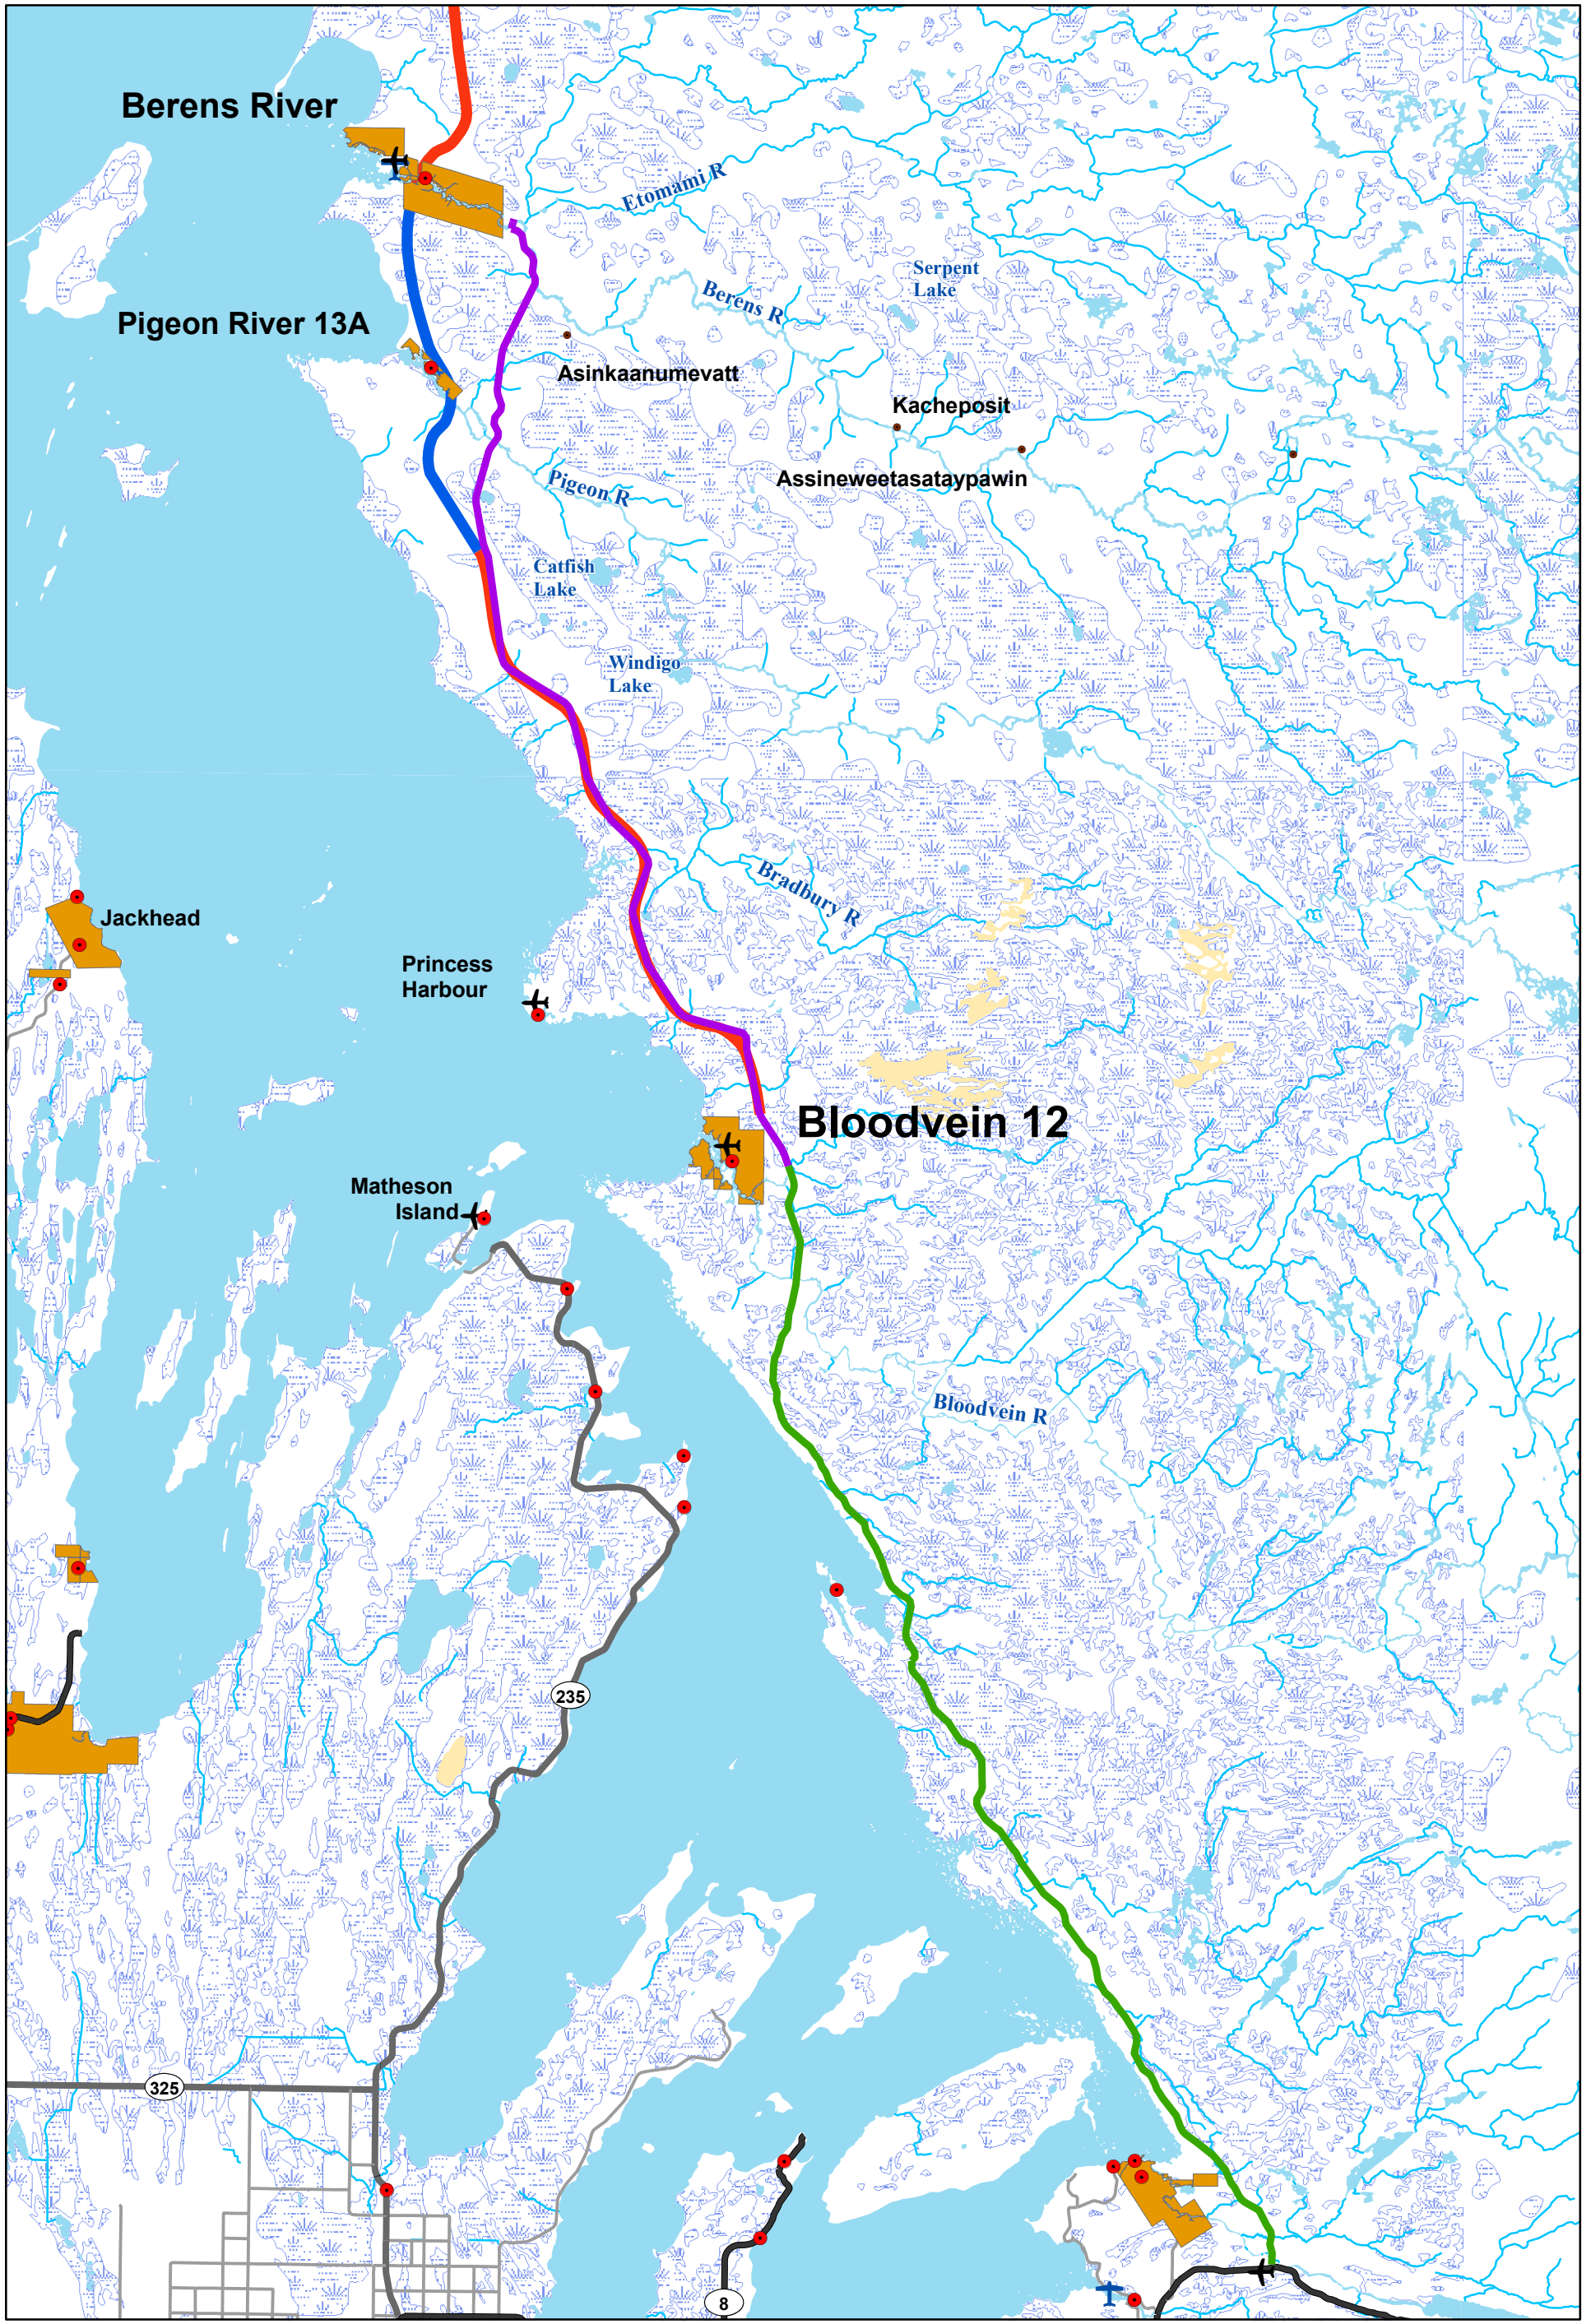 Berens River
Etomami R
Serpent
Lake
Berens R
Pigeon River 13A
Asinkaanumevatt
Kacheposit
Assineweetasataypawin
Pigeon R
Catfish
Lake
Windigo
Lake
Bradbury R
Jackhead
Princess
Harbour
Bloodvein 12
Matheson
Island
Bloodvein R
235
325
8